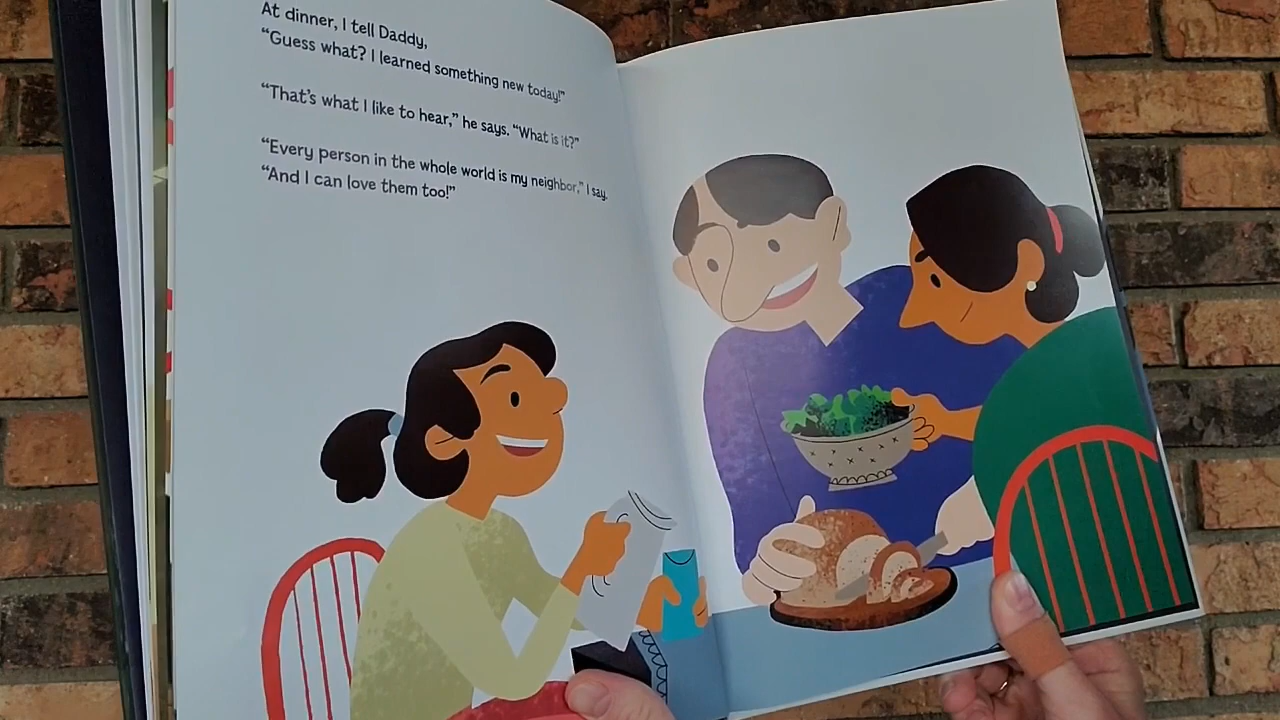 At dinner, I tell Daddy,
“Guess what? I learned something new today!”
“That’s what I like to hear,” he says. “What is it?”
“Every person in the whole world is my neighbor,” I say.
“And I can love them too!”